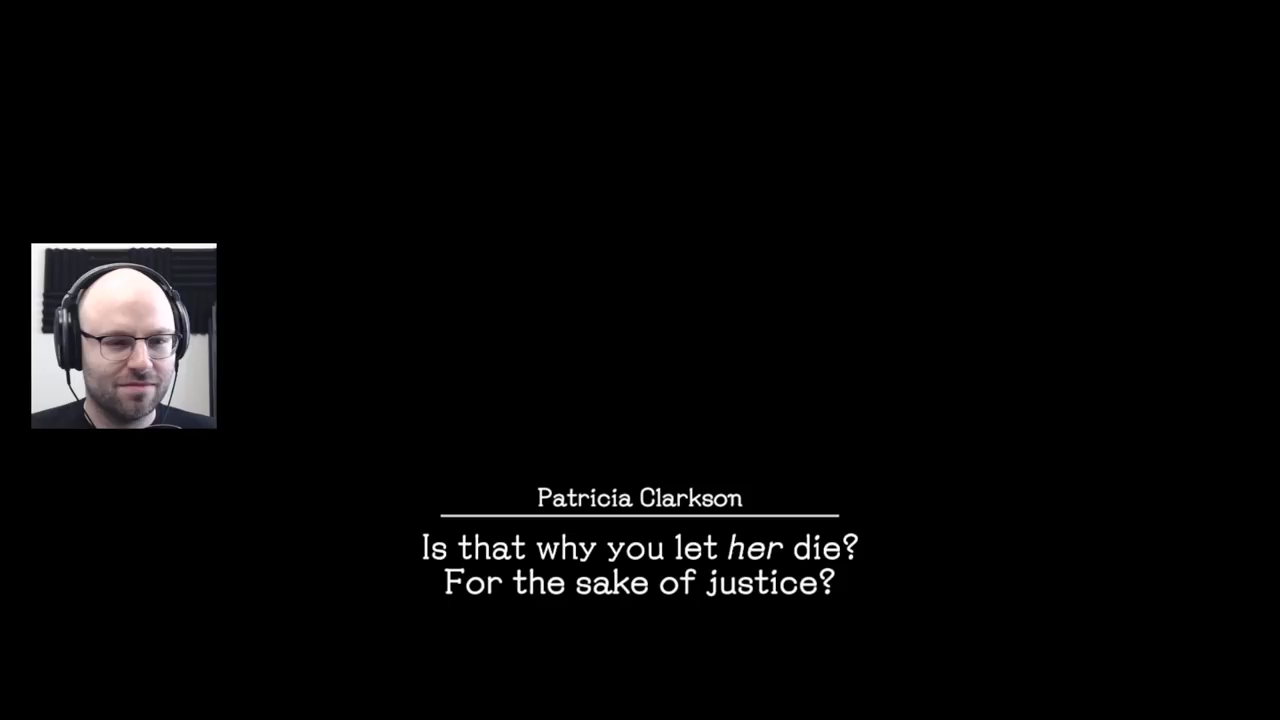 Patricia Clarkson
Is that why you let her die?
For the sake of justice?